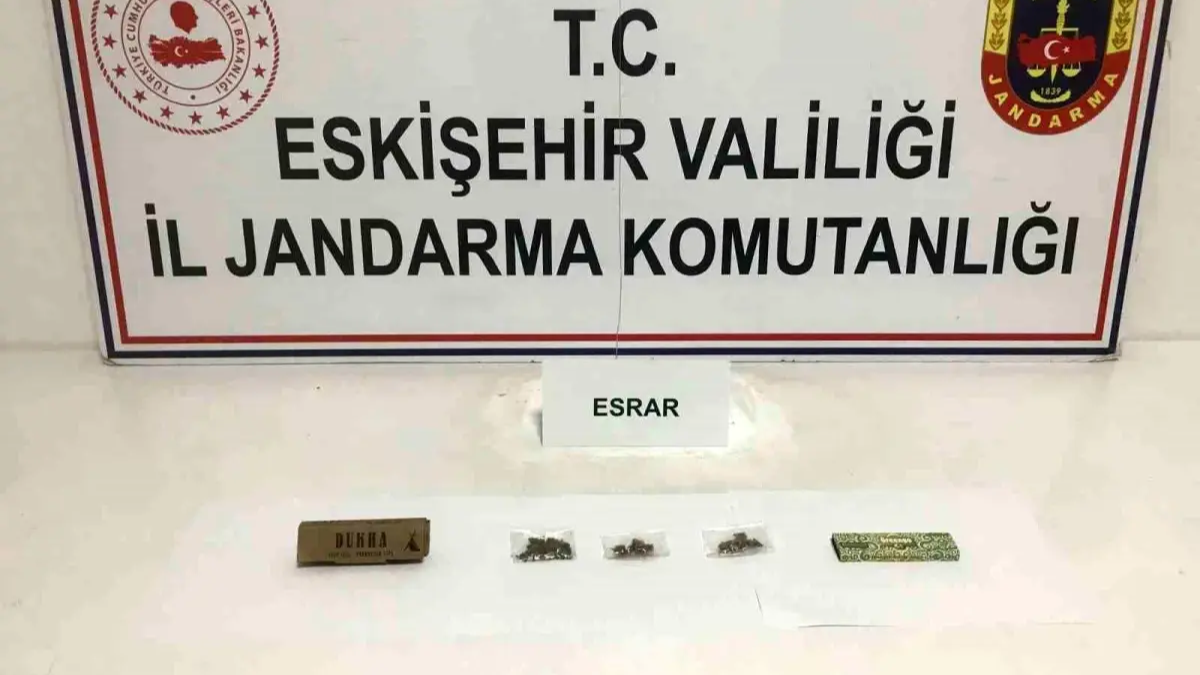 T.C.
ESKİŞEHİR VALİLİĞİ
İL JANDARMA KOMUTANLIĞI
JANDARMA
1839
ESRAR
DUKHA